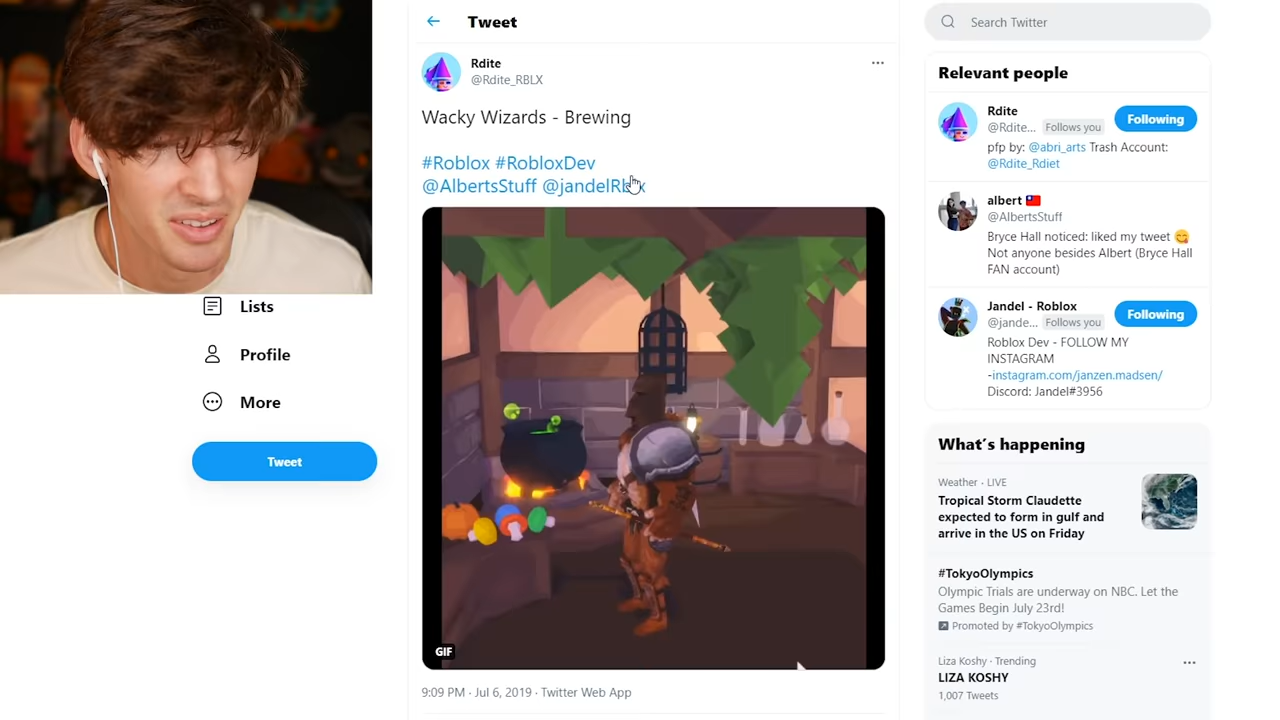 Tweet
Rdite
@Rdite_RBLX
Wacky Wizards - Brewing
#Roblox #RobloxDev
@AlbertsStuff @jandelRblx
GIF
9:09 PM · Jul 6, 2019 · Twitter Web App
Lists
Profile
More
Tweet
Search Twitter
Relevant people
Rdite
@Rdite... Follows you
Following
pfp by: @abri_arts Trash Account:
@Rdite_Rdiet
albert 🇹🇼
@AlbertsStuff
Bryce Hall noticed: liked my tweet 😋
Not anyone besides Albert (Bryce Hall
FAN account)
Jandel - Roblox
@jande... Follows you
Following
Roblox Dev - FOLLOW MY
INSTAGRAM
-instagram.com/janzen.madsen/
Discord: Jandel#3956
What's happening
Weather · LIVE
Tropical Storm Claudette
expected to form in gulf and
arrive in the US on Friday
#TokyoOlympics
Olympic Trials are underway on NBC. Let the
Games Begin July 23rd!
Promoted by #TokyoOlympics
Liza Koshy · Trending
LIZA KOSHY
1,007 Tweets